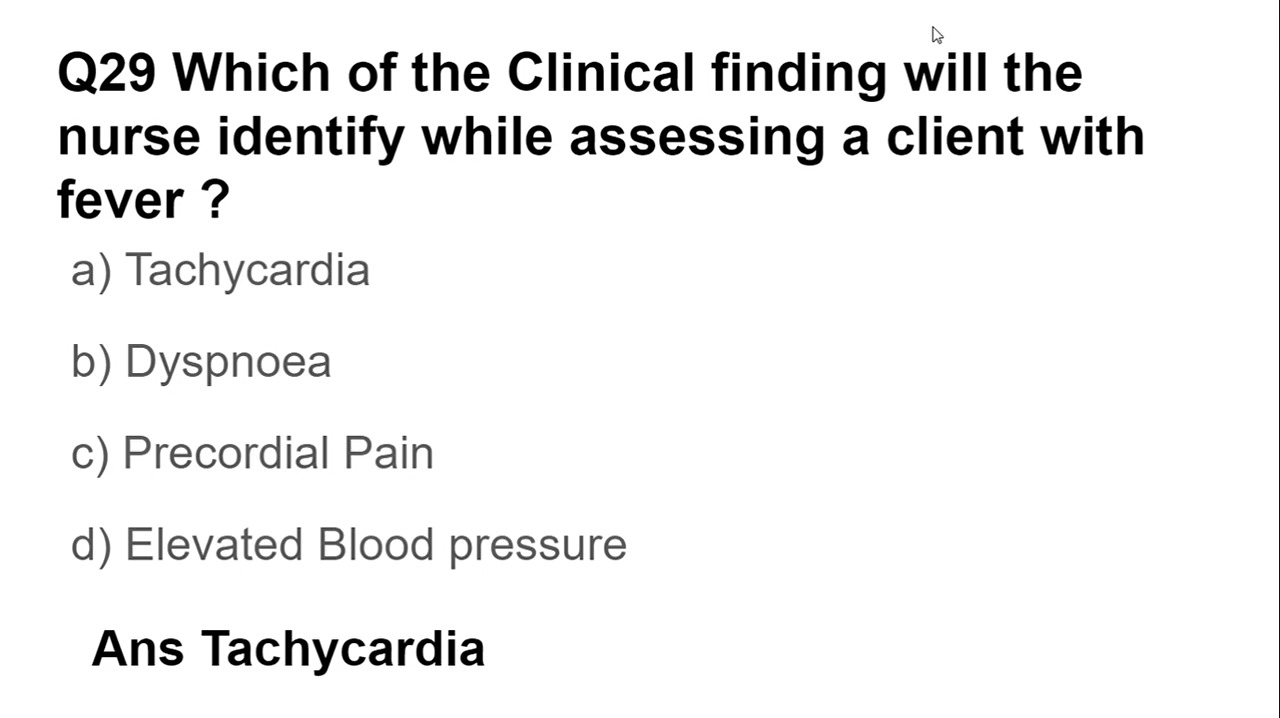 Q29 Which of the Clinical finding will the
nurse identify while assessing a client with
fever ?
a) Tachycardia
b) Dyspnoea
c) Precordial Pain
d) Elevated Blood pressure
Ans Tachycardia